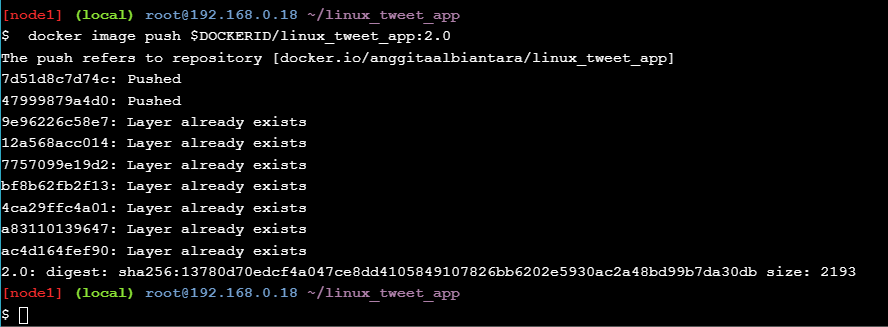 [node1] (local) root@192.168.0.18 ~/linux_tweet_app
$  docker image push $DOCKERID/linux_tweet_app:2.0
The push refers to repository [docker.io/anggitaalbiantara/linux_tweet_app]
7d51d8c7d74c: Pushed
47999879a4d0: Pushed
9e96226c58e7: Layer already exists
12a568acc014: Layer already exists
7757099e19d2: Layer already exists
bf8b62fb2f13: Layer already exists
4ca29ffc4a01: Layer already exists
a83110139647: Layer already exists
ac4d164fef90: Layer already exists
2.0: digest: sha256:13780d70edcf4a047ce8dd4105849107826bb6202e5930ac2a48bd99b7da30db size: 2193
[node1] (local) root@192.168.0.18 ~/linux_tweet_app
$